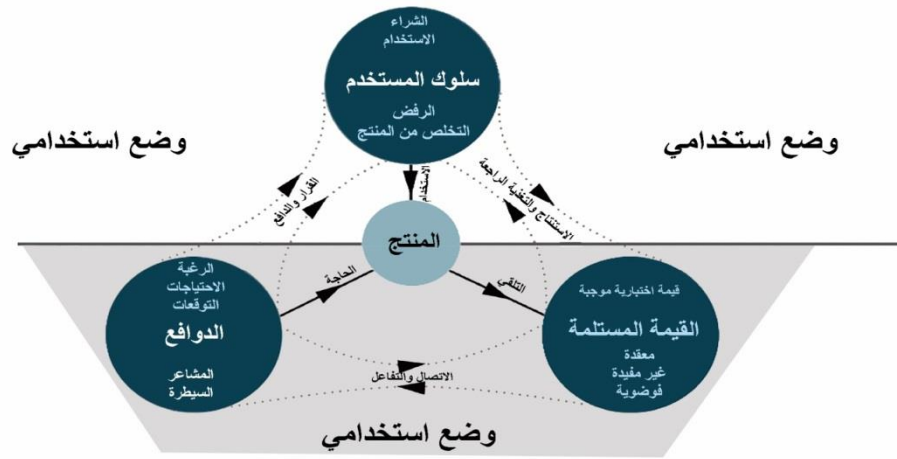 الشراء
الاستخدام
سلوك المستخدم
الرفض
التخلص من المنتج
وضع استخدامي
وضع استخدامي
القرار والدافع
الاستخدام
الاستنتاج والتغذية الراجعة
المنتج
الحاجة
التلقي
الرغبة
الاحتياجات
التوقعات
الدوافع
المشاعر
السيطرة
قيمة اختبارية موجبة
القيمة المستلمة
معقدة
غير مفيدة
فوضوية
الاتصال والتفاعل
وضع استخدامي